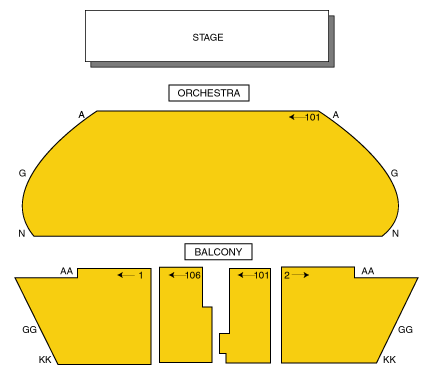 STAGE
ORCHESTRA
A ←101 A
G G
N N
BALCONY
AA ←1 ←106 ←101 2→ AA
GG GG
KK KK